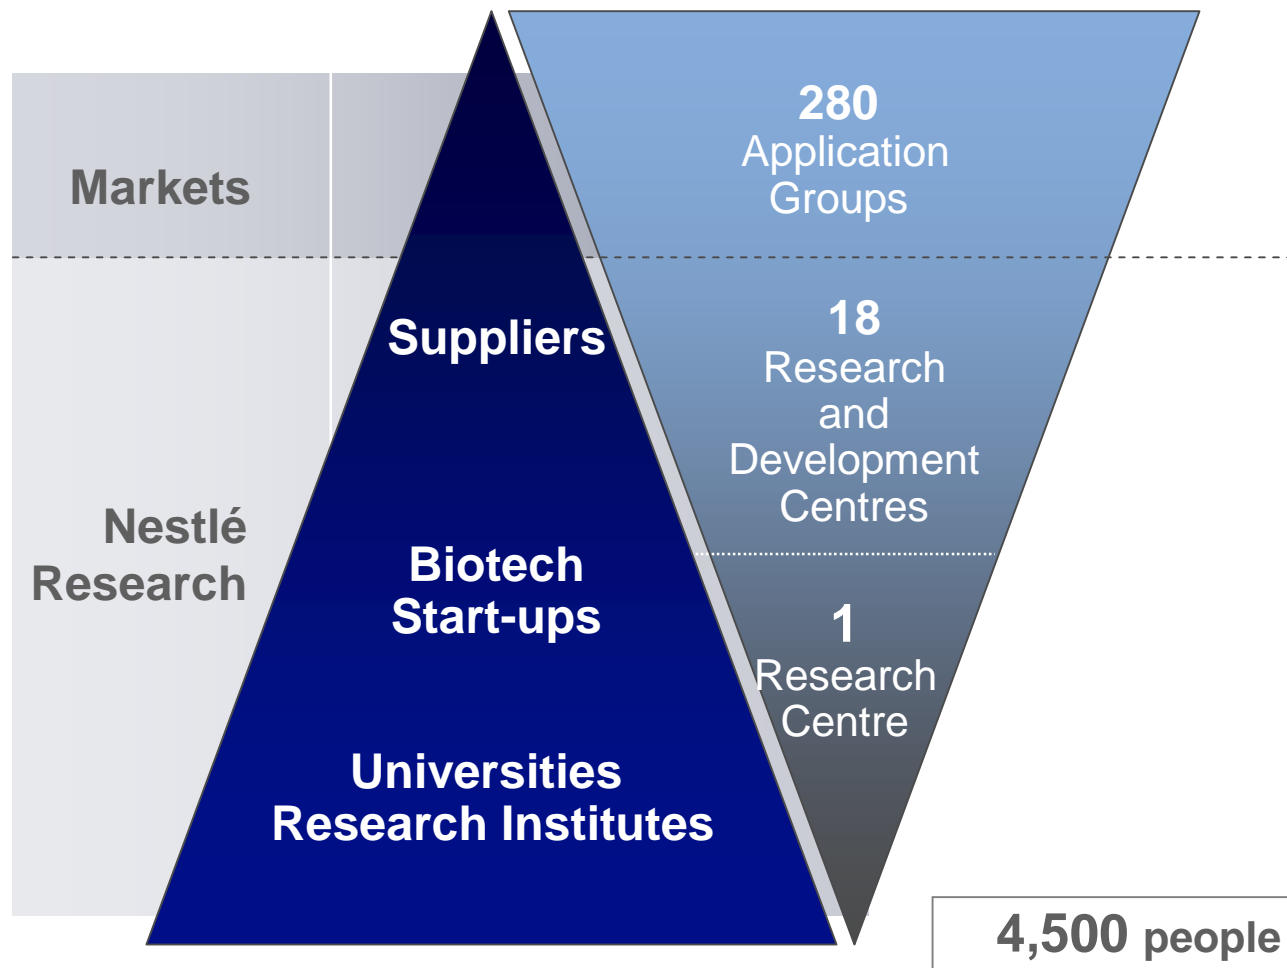 Markets
Nestlé
Research
Suppliers
Biotech
Start-ups
Universities
Research Institutes
280
Application
Groups
18
Research
and
Development
Centres
1
Research
Centre
4,500 people